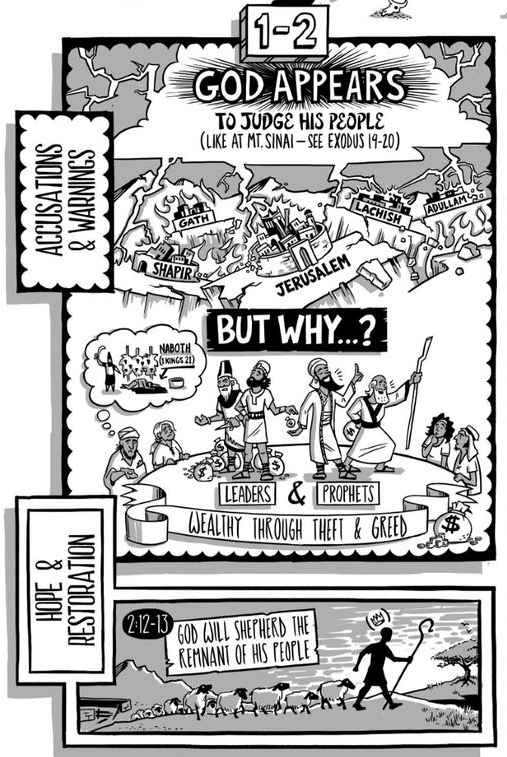 1-2
GOD APPEARS
TO JUDGE HIS PEOPLE
(LIKE AT MT. SINAI — SEE EXODUS 19-20)
ACCUSATIONS
& WARNINGS
GATH
LACHISH
ADULLAM
SHAPIR
JERUSALEM
BUT WHY...?
NABOTH
(1 KINGS 21)
$
$
LEADERS & PROPHETS
WEALTHY THROUGH THEFT & GREED
$
HOPE &
RESTORATION
2:12-13
GOD WILL SHEPHERD THE
REMNANT OF HIS PEOPLE